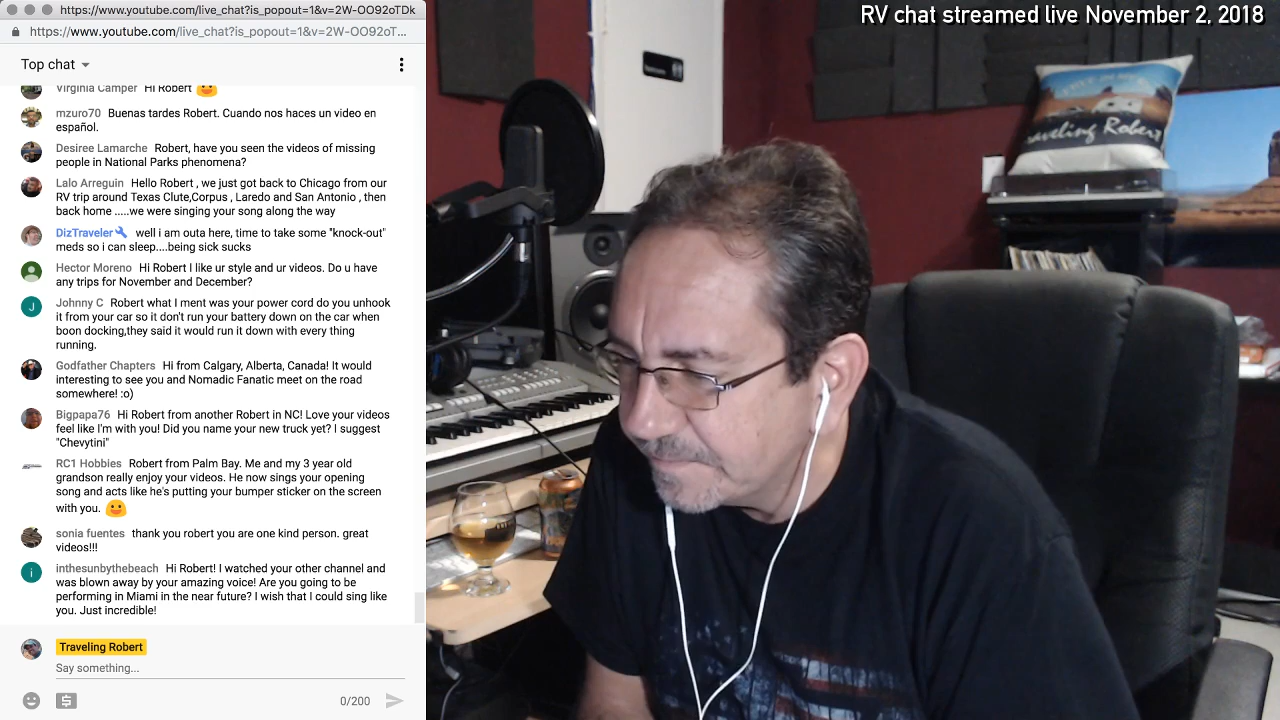 https://www.youtube.com/live_chat?is_popout=1&v=2W-OO92oTDk
https://www.youtube.com/live_chat?is_popout=1&v=2W-OO92oT...
RV chat streamed live November 2, 2018
Top chat
Virginia Camper Hi Robert
mzuro70 Buenas tardes Robert. Cuando nos haces un video en
español.
Desiree Lamarche Robert, have you seen the videos of missing
people in National Parks phenomena?
Lalo Arreguin Hello Robert , we just got back to Chicago from our
RV trip around Texas Clute,Corpus , Laredo and San Antonio , then
back home .....we were singing your song along the way
DizTraveler well i am outa here, time to take some "knock-out"
meds so i can sleep....being sick sucks
Hector Moreno Hi Robert I like ur style and ur videos. Do u have
any trips for November and December?
J
Johnny C Robert what I ment was your power cord do you unhook
it from your car so it don't run your battery down on the car when
boon docking,they said it would run it down with every thing
running.
Godfather Chapters Hi from Calgary, Alberta, Canada! It would
interesting to see you and Nomadic Fanatic meet on the road
somewhere! :o)
Bigpapa76 Hi Robert from another Robert in NC! Love your videos
feel like I'm with you! Did you name your new truck yet? I suggest
"Chevytini"
RC1 Hobbies Robert from Palm Bay. Me and my 3 year old
grandson really enjoy your videos. He now sings your opening
song and acts like he's putting your bumper sticker on the screen
with you.
sonia fuentes thank you robert you are one kind person. great
videos!!!
i
inthesunbythebeach Hi Robert! I watched your other channel and
was blown away by your amazing voice! Are you going to be
performing in Miami in the near future? I wish that I could sing like
you. Just incredible!
Traveling Robert
Say something...
0/200
Traveling Robert